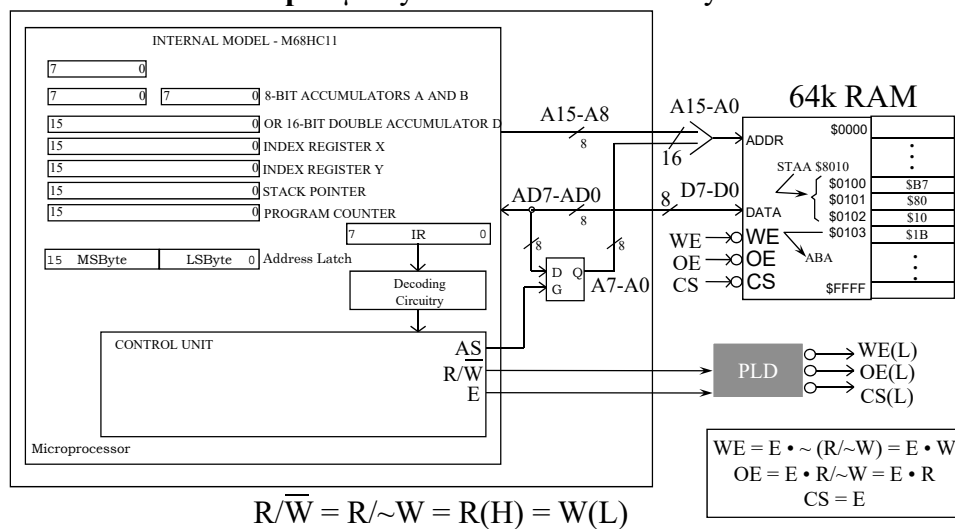 INTERNAL MODEL - M68HC11
7 0
7 0 7 0 8-BIT ACCUMULATORS A AND B
15 0 OR 16-BIT DOUBLE ACCUMULATOR D
15 0 INDEX REGISTER X
15 0 INDEX REGISTER Y
15 0 STACK POINTER
15 0 PROGRAM COUNTER
7 IR 0
15 MSByte LSByte 0 Address Latch
Decoding
Circuitry
CONTROL UNIT
AS
R/W̅
E
Microprocessor
A15-A8
8
AD7-AD0
8
8
8
D Q
G
A7-A0
A15-A0
16
D7-D0
8
64k RAM
ADDR
DATA
WE WE
OE OE
CS CS
$0000
STAA $8010
$0100 $B7
$0101 $80
$0102 $10
$0103 $1B
ABA
$FFFF
PLD
WE(L)
OE(L)
CS(L)
WE = E • ~ (R/~W) = E • W
OE = E • R/~W = E • R
CS = E
R/W̅ = R/~W = R(H) = W(L)